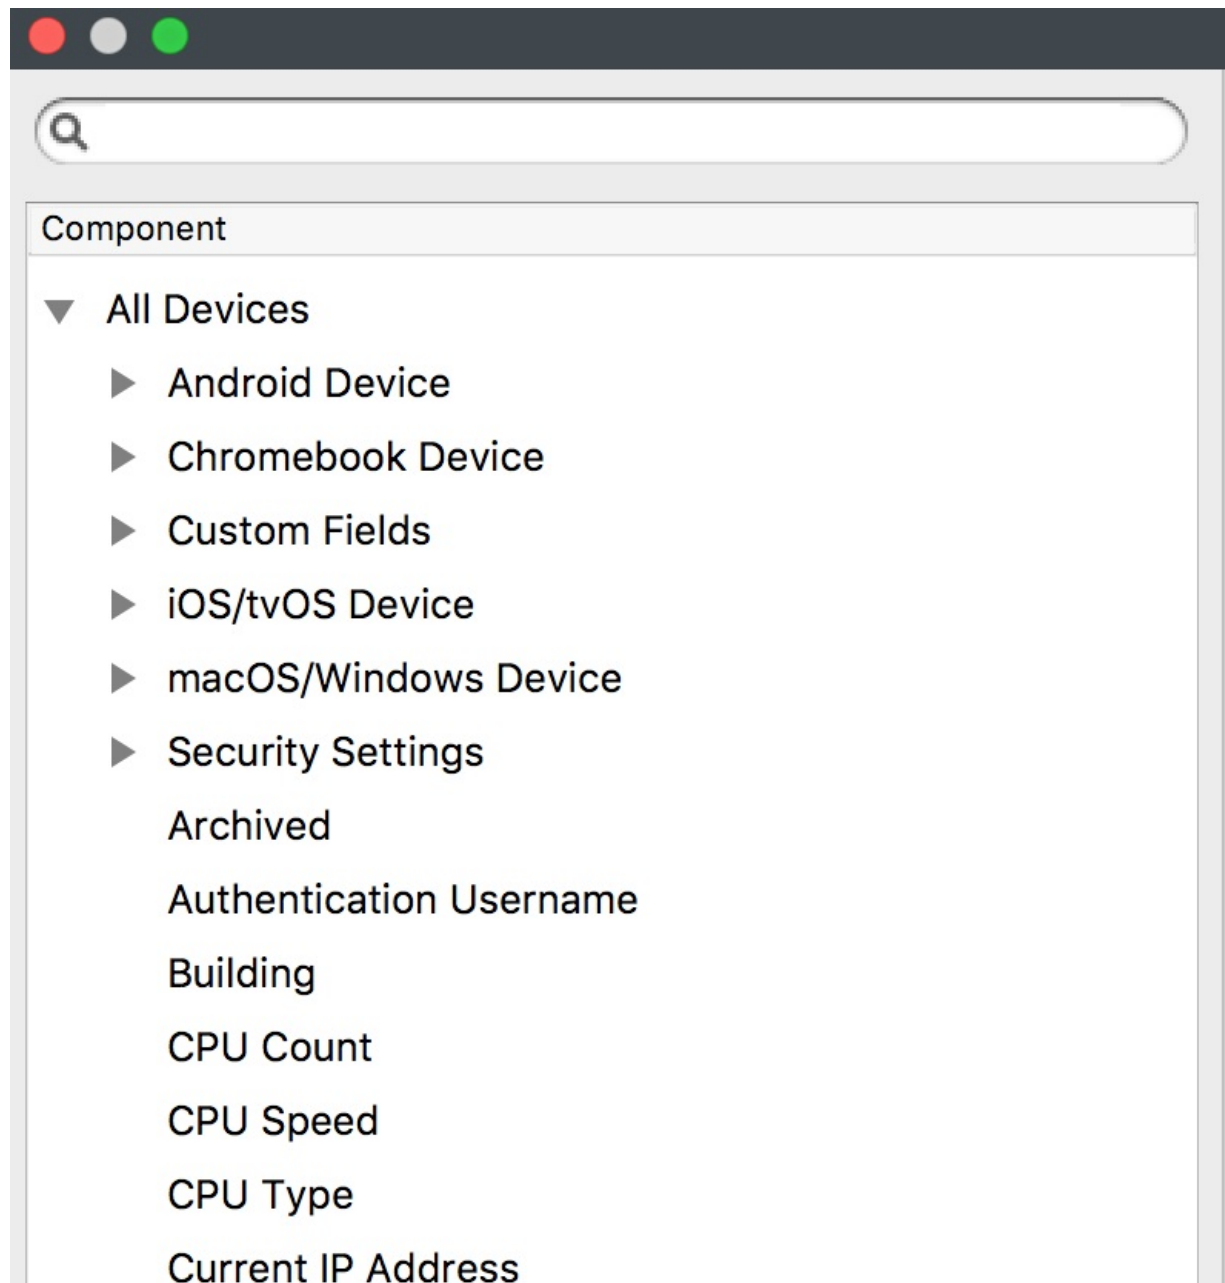 Component
All Devices
Android Device
Chromebook Device
Custom Fields
iOS/tvOS Device
macOS/Windows Device
Security Settings
Archived
Authentication Username
Building
CPU Count
CPU Speed
CPU Type
Current IP Address